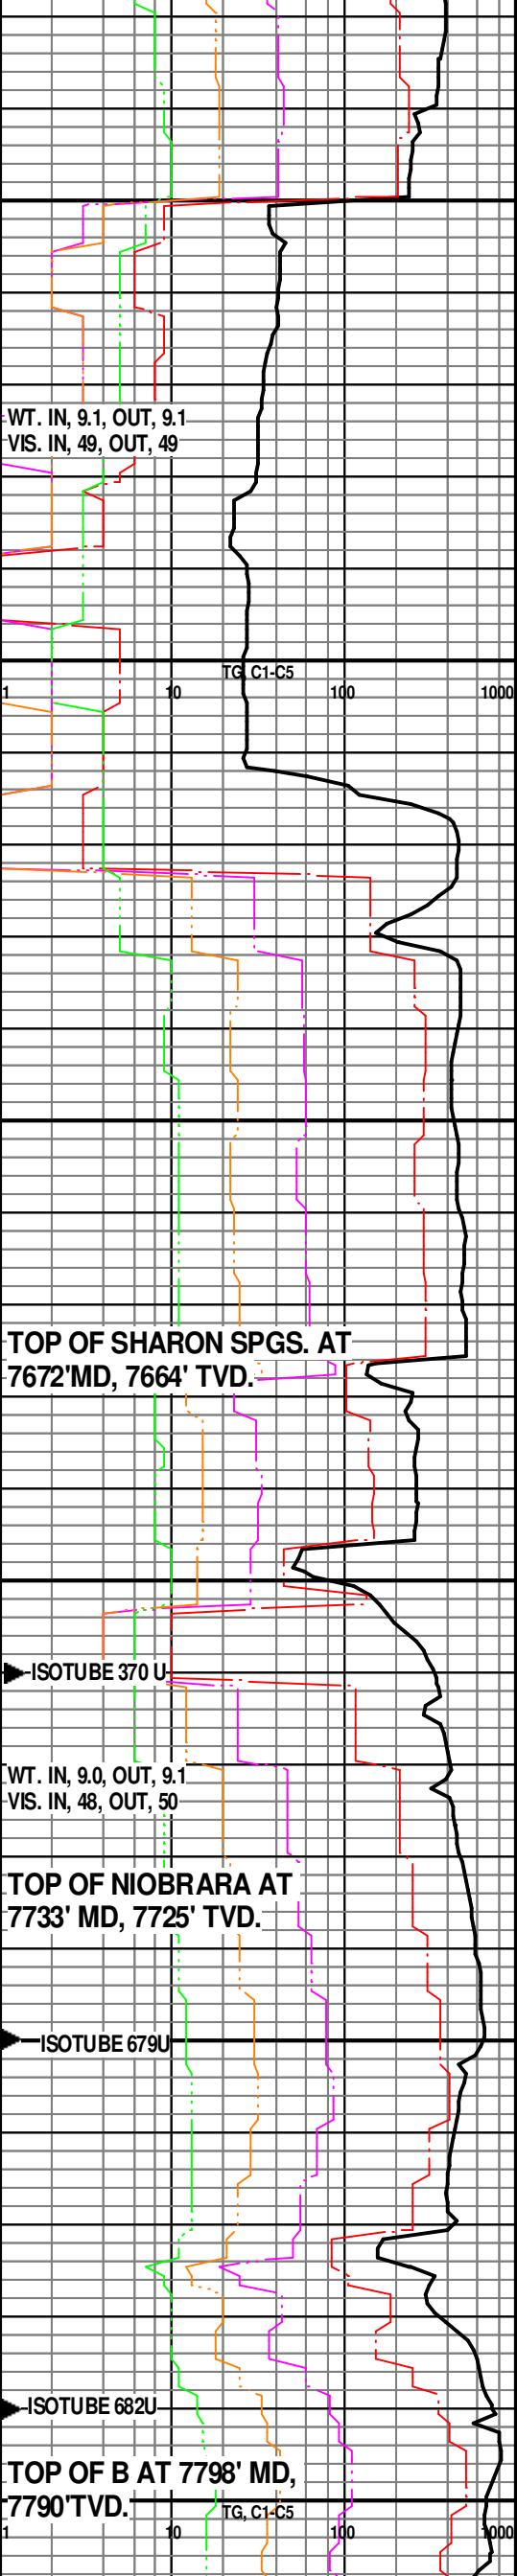 WT. IN, 9.1, OUT, 9.1
VIS. IN, 49, OUT, 49
TG, C1-C5
1 10 100 1000
TOP OF SHARON SPGS. AT
7672'MD, 7664' TVD.
ISOTUBE 370 U
WT. IN, 9.0, OUT, 9.1
VIS. IN, 48, OUT, 50
TOP OF NIOBRARA AT
7733' MD, 7725' TVD.
ISOTUBE 679U
ISOTUBE 682U
TOP OF B AT 7798' MD,
7790'TVD.
TG, C1-C5
1 10 100 1000